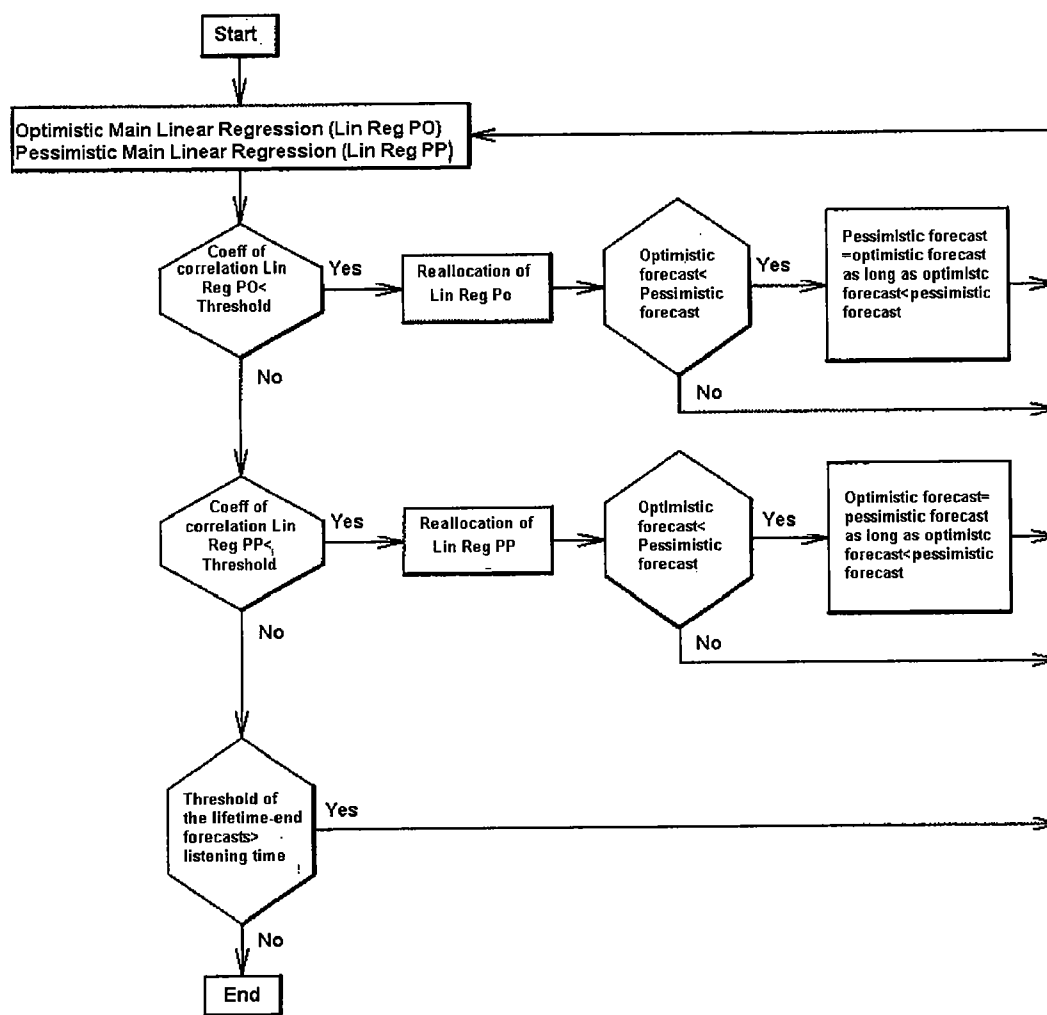 Start
Optimistic Main Linear Regression (Lin Reg PO)
Pessimistic Main Linear Regression (Lin Reg PP)
Coeff of
correlation Lin
Reg PO<
Threshold
Yes
Reallocation of
Lin Reg Po
Optimistic
forecast<
Pessimistic
forecast
Yes
Pessimistic forecast
=optimistic forecast
as long as optimistc
forecast<pessimistic
forecast
No
No
Coeff of
correlation Lin
Reg PP<
Threshold
Yes
Reallocation of
Lin Reg PP
Optimistic
forecast<
Pessimistic
forecast
Yes
Optimistic forecast=
pessimistic forecast
as long as optimistc
forecast<pessimistic
forecast
No
No
Threshold of
the lifetime-end
forecasts>
listening time
Yes
No
End